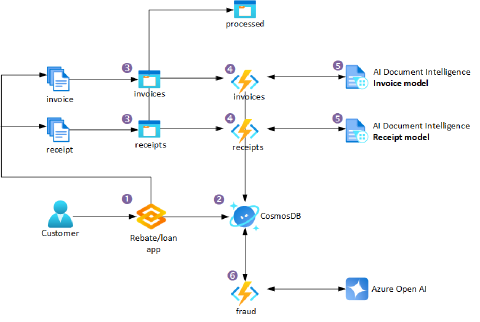 processed
3
4
5
AI Document Intelligence
Invoice model
invoice
invoices
invoices
3
4
5
AI Document Intelligence
Receipt model
receipt
receipts
receipts
1
2
Customer
Rebate/loan
app
CosmosDB
6
Azure Open AI
fraud